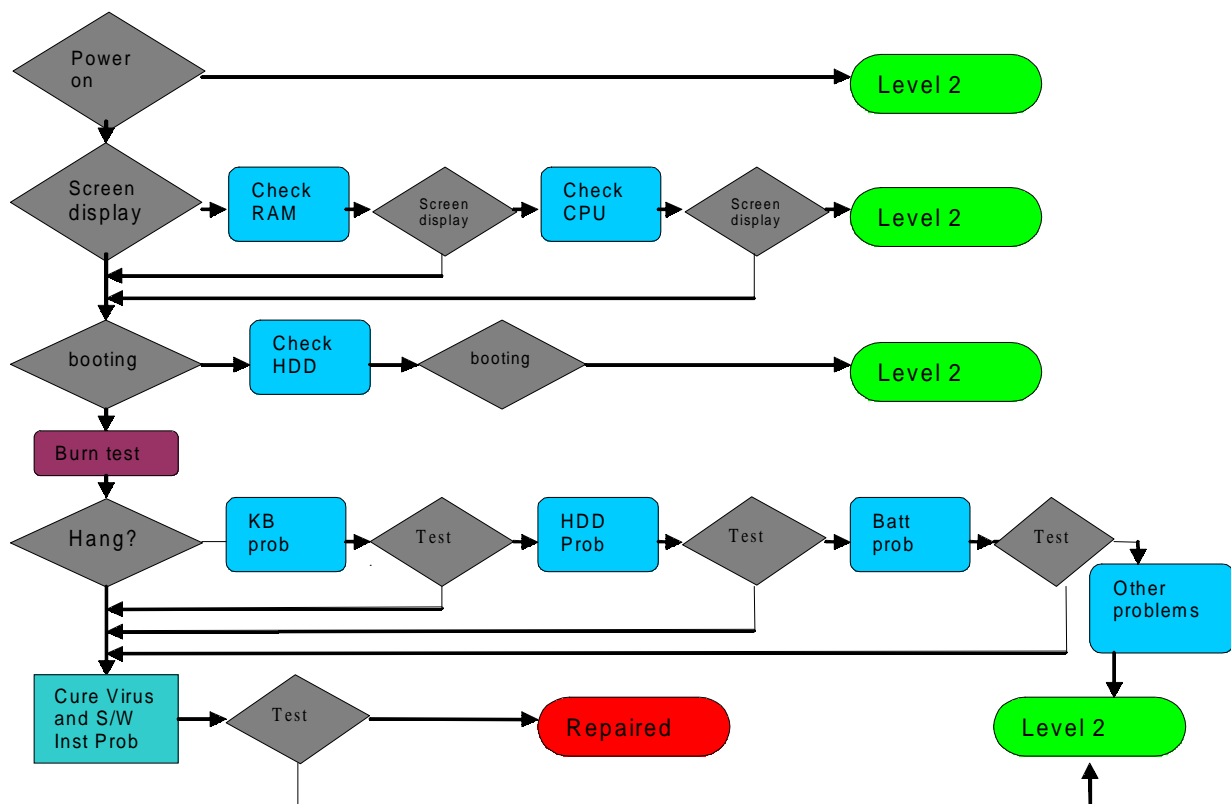 Power
on
Level 2
Screen
display
Check
RAM
Screen
display
Check
CPU
Screen
display
Level 2
booting
Check
HDD
booting
Level 2
Burn test
Hang?
KB
prob
Test
HDD
Prob
Test
Batt
prob
Test
Other
problems
Cure Virus
and S/W
Inst Prob
Test
Repaired
Level 2